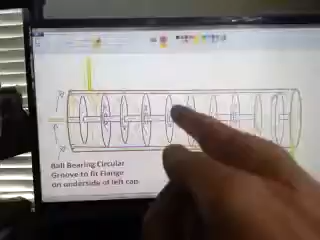 Ball Bearing Circular
Groove to fit Flange
on underside of left cap